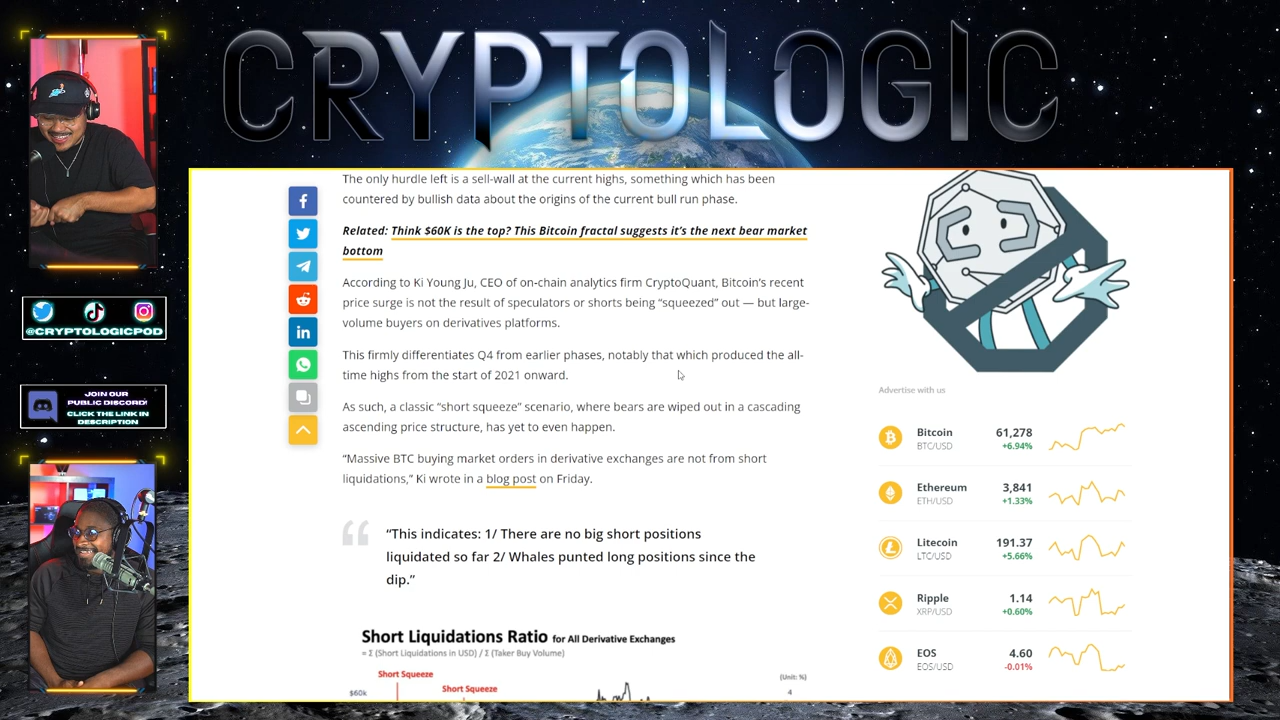 CRYPTOLOGIC
@CRYPTOLOGICPOD
JOIN OUR
PUBLIC DISCORD!
CLICK THE LINK IN
DESCRIPTION
The only hurdle left is a sell-wall at the current highs, something which has been
countered by bullish data about the origins of the current bull run phase.
Related: Think $60K is the top? This Bitcoin fractal suggests it’s the next bear market
bottom
According to Ki Young Ju, CEO of on-chain analytics firm CryptoQuant, Bitcoin’s recent
price surge is not the result of speculators or shorts being “squeezed” out — but large-
volume buyers on derivatives platforms.
This firmly differentiates Q4 from earlier phases, notably that which produced the all-
time highs from the start of 2021 onward.
As such, a classic “short squeeze” scenario, where bears are wiped out in a cascading
ascending price structure, has yet to even happen.
“Massive BTC buying market orders in derivative exchanges are not from short
liquidations,” Ki wrote in a blog post on Friday.
“This indicates: 1/ There are no big short positions
liquidated so far 2/ Whales punted long positions since the
dip.”
Short Liquidations Ratio for All Derivative Exchanges
= Σ (Short Liquidations in USD) / Σ (Taker Buy Volume)
Short Squeeze
Short Squeeze
(Unit: %)
$60k
4
Advertise with us
Bitcoin 61,278
BTC/USD +6.94%
Ethereum 3,841
ETH/USD +1.33%
Litecoin 191.37
LTC/USD +5.66%
Ripple 1.14
XRP/USD +0.60%
EOS 4.60
EOS/USD -0.01%